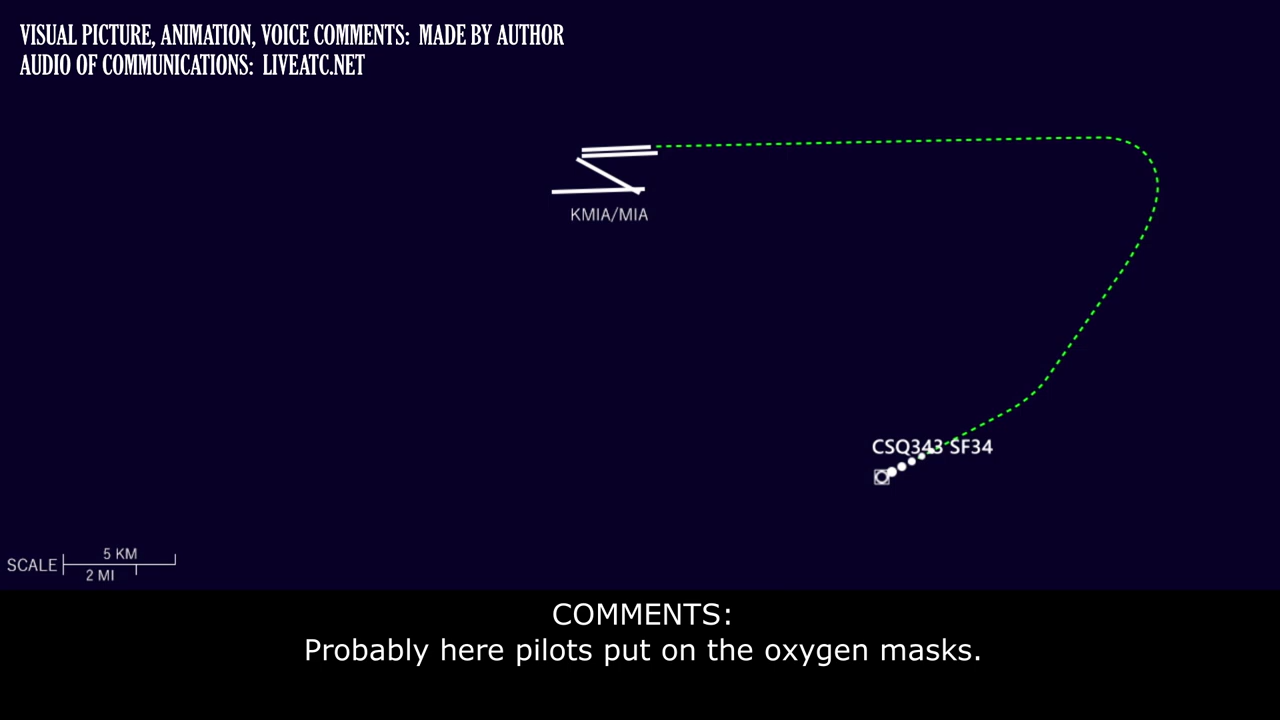 VISUAL PICTURE, ANIMATION, VOICE COMMENTS: MADE BY AUTHOR
AUDIO OF COMMUNICATIONS: LIVEATC.NET
KMIA/MIA
CSQ343 SF34
5 KM
SCALE
2 MI
COMMENTS:
Probably here pilots put on the oxygen masks.